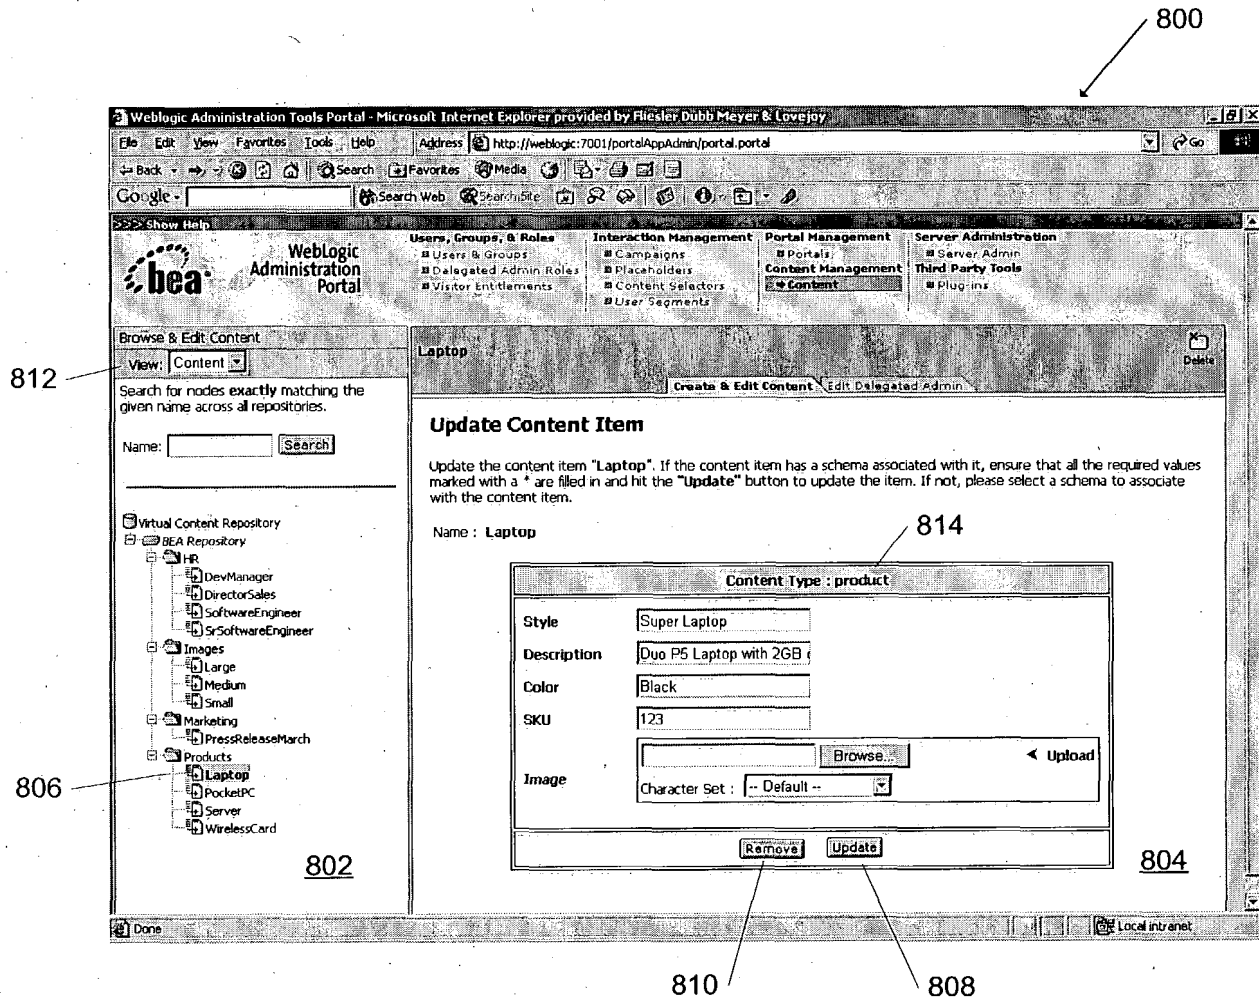 800
Weblogic Administration Tools Portal - Microsoft Internet Explorer provided by Fliesler Dubb Meyer & Lovejoy
File Edit View Favorites Tools Help Address http://weblogic:7001/portalAppAdmin/portal.portal Go
Back Search Favorites Media
Google Search Web Search Site
>>> Show Help
bea
WebLogic
Administration
Portal
Users, Groups, & Roles
Users & Groups
Delegated Admin Roles
Visitor Entitlements
Interaction Management
Campaigns
Placeholders
Content Selectors
User Segments
Portal Management
Portals
Content Management
Content
Server Administration
Server Admin
Third Party Tools
Plug-ins
Browse & Edit Content
812
View: Content
Search for nodes exactly matching the
given name across all repositories.
Name: Search
Virtual Content Repository
BEA Repository
HR
DevManager
DirectorSales
SoftwareEngineer
SrSoftwareEngineer
Images
Large
Medium
Small
Marketing
PressReleaseMarch
Products
806
Laptop
PocketPC
Server
WirelessCard
802
Laptop
Delete
Create & Edit Content Edit Delegated Admin
Update Content Item
Update the content item "Laptop". If the content item has a schema associated with it, ensure that all the required values
marked with a * are filled in and hit the "Update" button to update the item. If not, please select a schema to associate
with the content item.
Name : Laptop
814
Content Type : product
Style Super Laptop
Description Duo P5 Laptop with 2GB
Color Black
SKU 123
Image Browse... Upload
Character Set : -- Default --
Remove Update
804
Done Local intranet
810 808